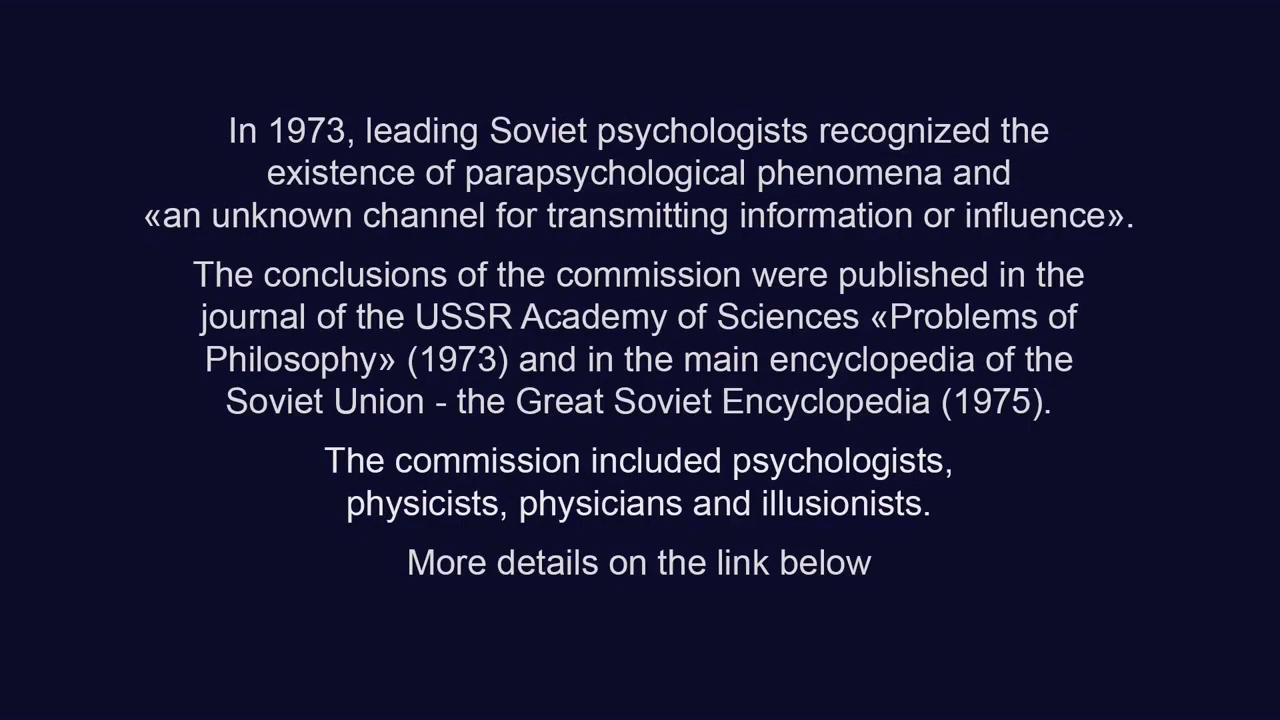 In 1973, leading Soviet psychologists recognized the
existence of parapsychological phenomena and
«an unknown channel for transmitting information or influence».
The conclusions of the commission were published in the
journal of the USSR Academy of Sciences «Problems of
Philosophy» (1973) and in the main encyclopedia of the
Soviet Union - the Great Soviet Encyclopedia (1975).
The commission included psychologists,
physicists, physicians and illusionists.
More details on the link below